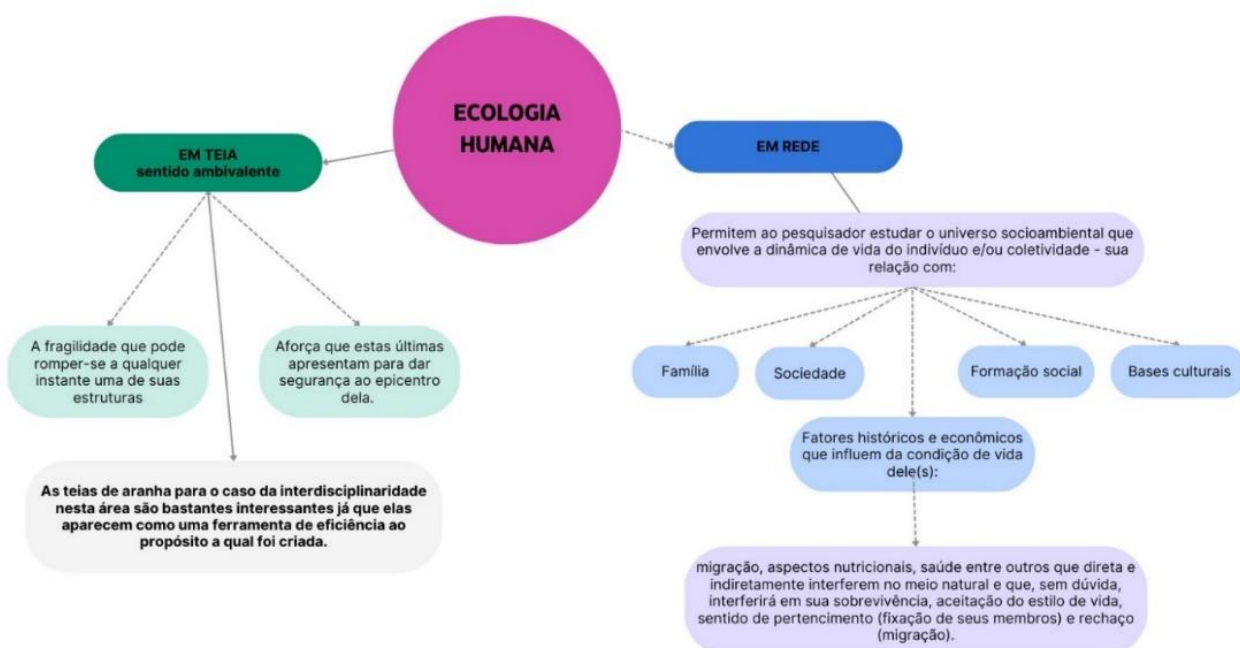 ECOLOGIA
HUMANA
EM TEIA
sentido ambivalente
EM REDE
A fragilidade que pode
romper-se a qualquer
instante uma de suas
estruturas
Aforça que estas últimas
apresentam para dar
segurança ao epicentro
dela.
As teias de aranha para o caso da interdisciplinaridade
nesta área são bastantes interessantes já que elas
aparecem como uma ferramenta de eficiência ao
propósito a qual foi criada.
Permitem ao pesquisador estudar o universo socioambiental que
envolve a dinâmica de vida do indivíduo e/ou coletividade - sua
relação com:
Família
Sociedade
Formação social
Bases culturais
Fatores históricos e econômicos
que influem da condição de vida
dele(s):
migração, aspectos nutricionais, saúde entre outros que direta e
indiretamente interferem no meio natural e que, sem dúvida,
interferirá em sua sobrevivência, aceitação do estilo de vida,
sentido de pertencimento (fixação de seus membros) e rechaço
(migração).